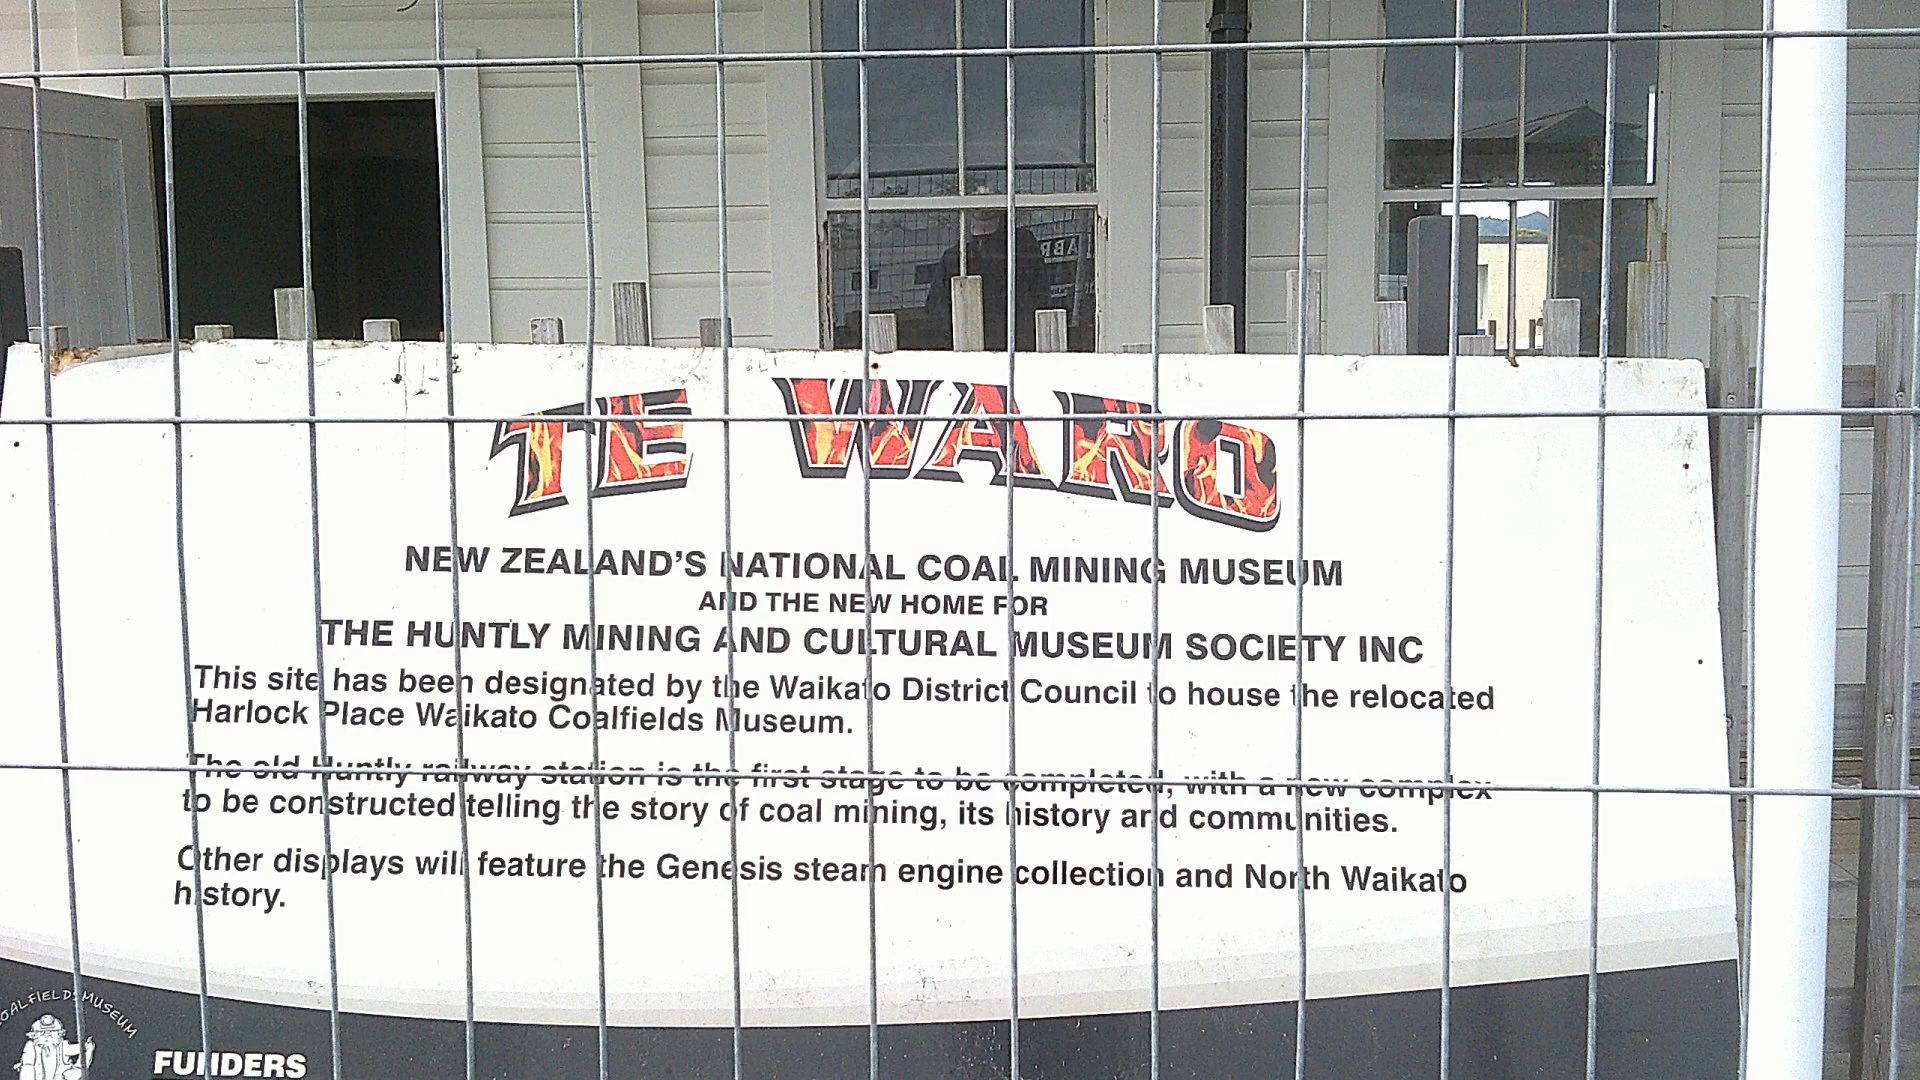 TE WARO
NEW ZEALAND'S NATIONAL COAL MINING MUSEUM
AND THE NEW HOME FOR
THE HUNTLY MINING AND CULTURAL MUSEUM SOCIETY INC
This site has been designated by the Waikato District Council to house the relocated
Harlock Place Waikato Coalfields Museum.
The old Huntly railway station is the first stage to be completed, with a new complex
to be constructed telling the story of coal mining, its history and communities.
Other displays will feature the Genesis steam engine collection and North Waikato
history.
COALFIELDS MUSEUM
FUNDERS